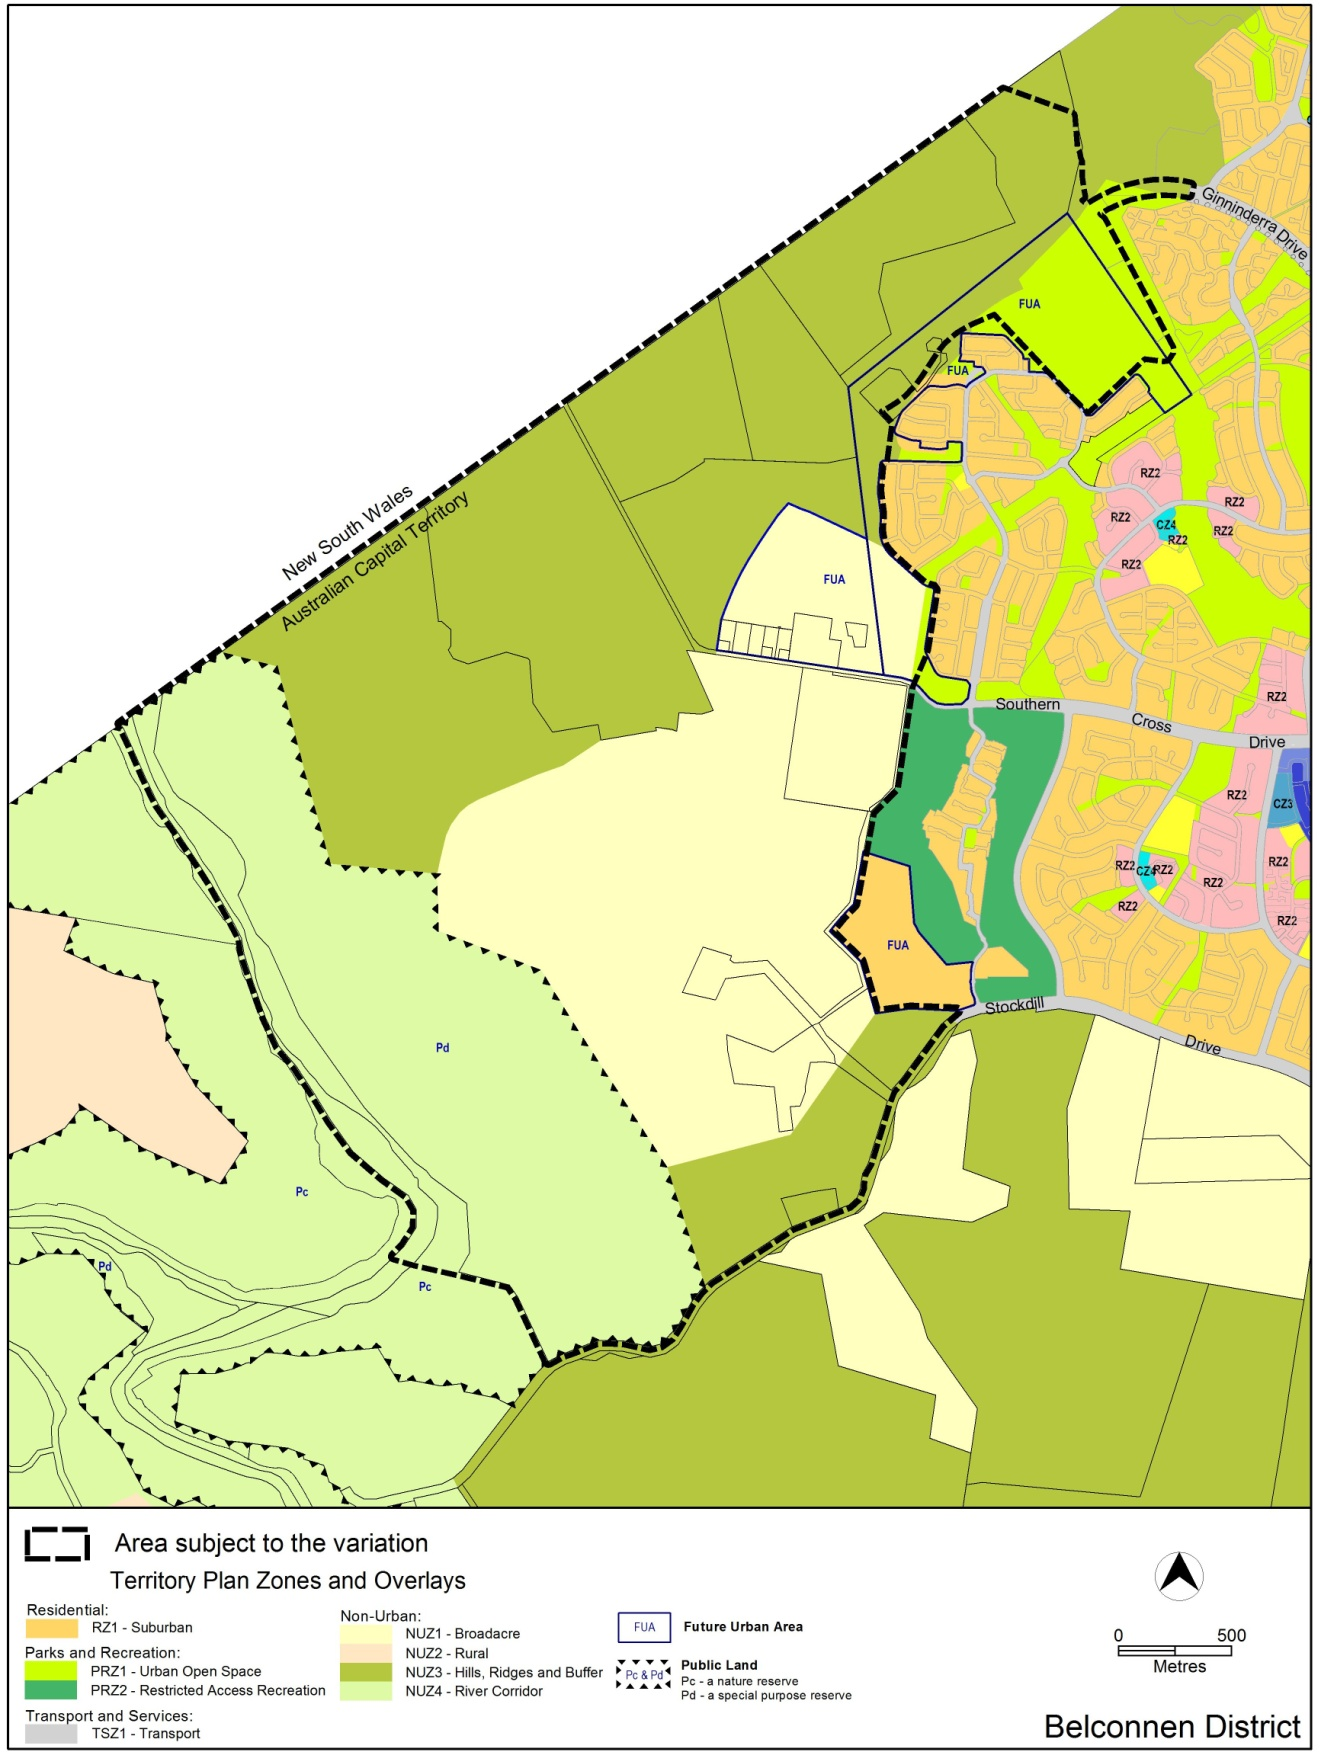 Ginninderra Drive
FUA
FUA
RZ2
RZ2
RZ2
CZ4
RZ2
RZ2
RZ2
New South Wales
Australian Capital Territory
FUA
RZ2
Southern
Cross
Drive
RZ2
CZ3
RZ2
CZ4
RZ2
RZ2
RZ2
RZ2
RZ2
FUA
Stockdill
Drive
Pd
Pc
Pd
Pc
Area subject to the variation
Territory Plan Zones and Overlays
Residential:
RZ1 - Suburban
Parks and Recreation:
PRZ1 - Urban Open Space
PRZ2 - Restricted Access Recreation
Transport and Services:
TSZ1 - Transport
Non-Urban:
NUZ1 - Broadacre
NUZ2 - Rural
NUZ3 - Hills, Ridges and Buffer
NUZ4 - River Corridor
FUA
Future Urban Area
Pc & Pd
Public Land
Pc - a nature reserve
Pd - a special purpose reserve
0 500
Metres
Belconnen District